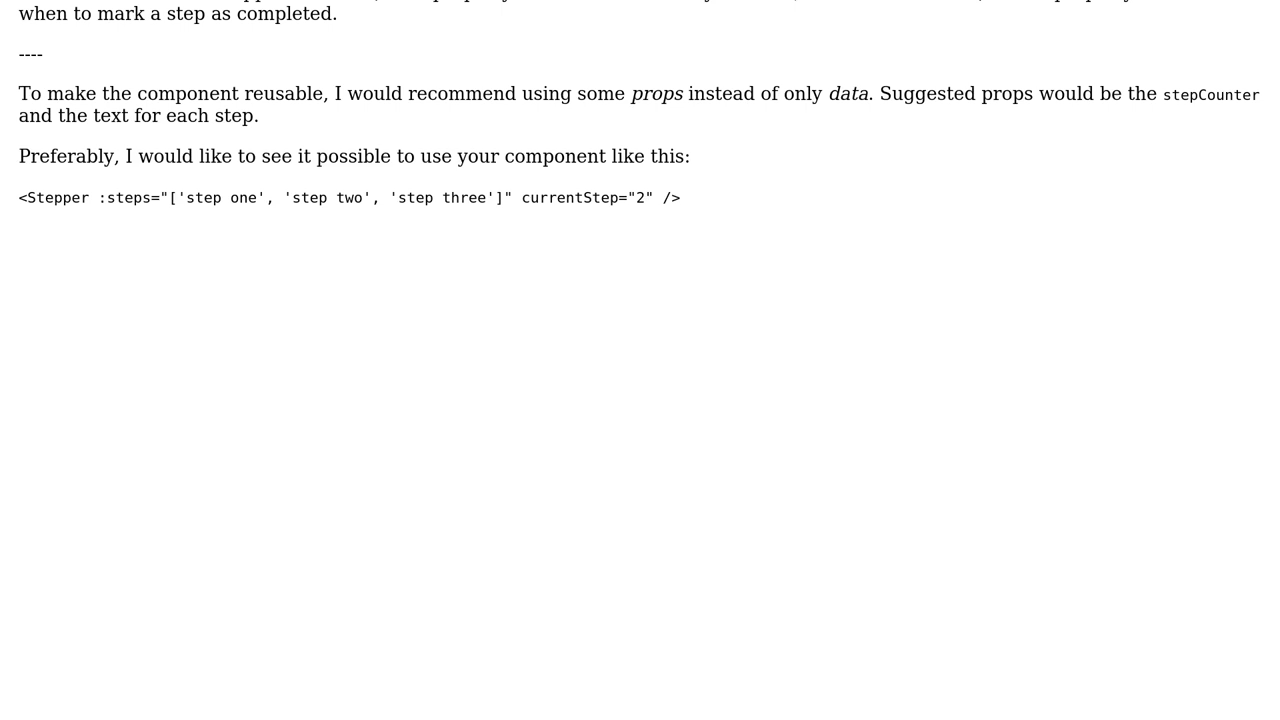 when to mark a step as completed.
----
To make the component reusable, I would recommend using some props instead of only data. Suggested props would be the stepCounter
and the text for each step.
Preferably, I would like to see it possible to use your component like this:
<Stepper :steps="['step one', 'step two', 'step three']" currentStep="2" />